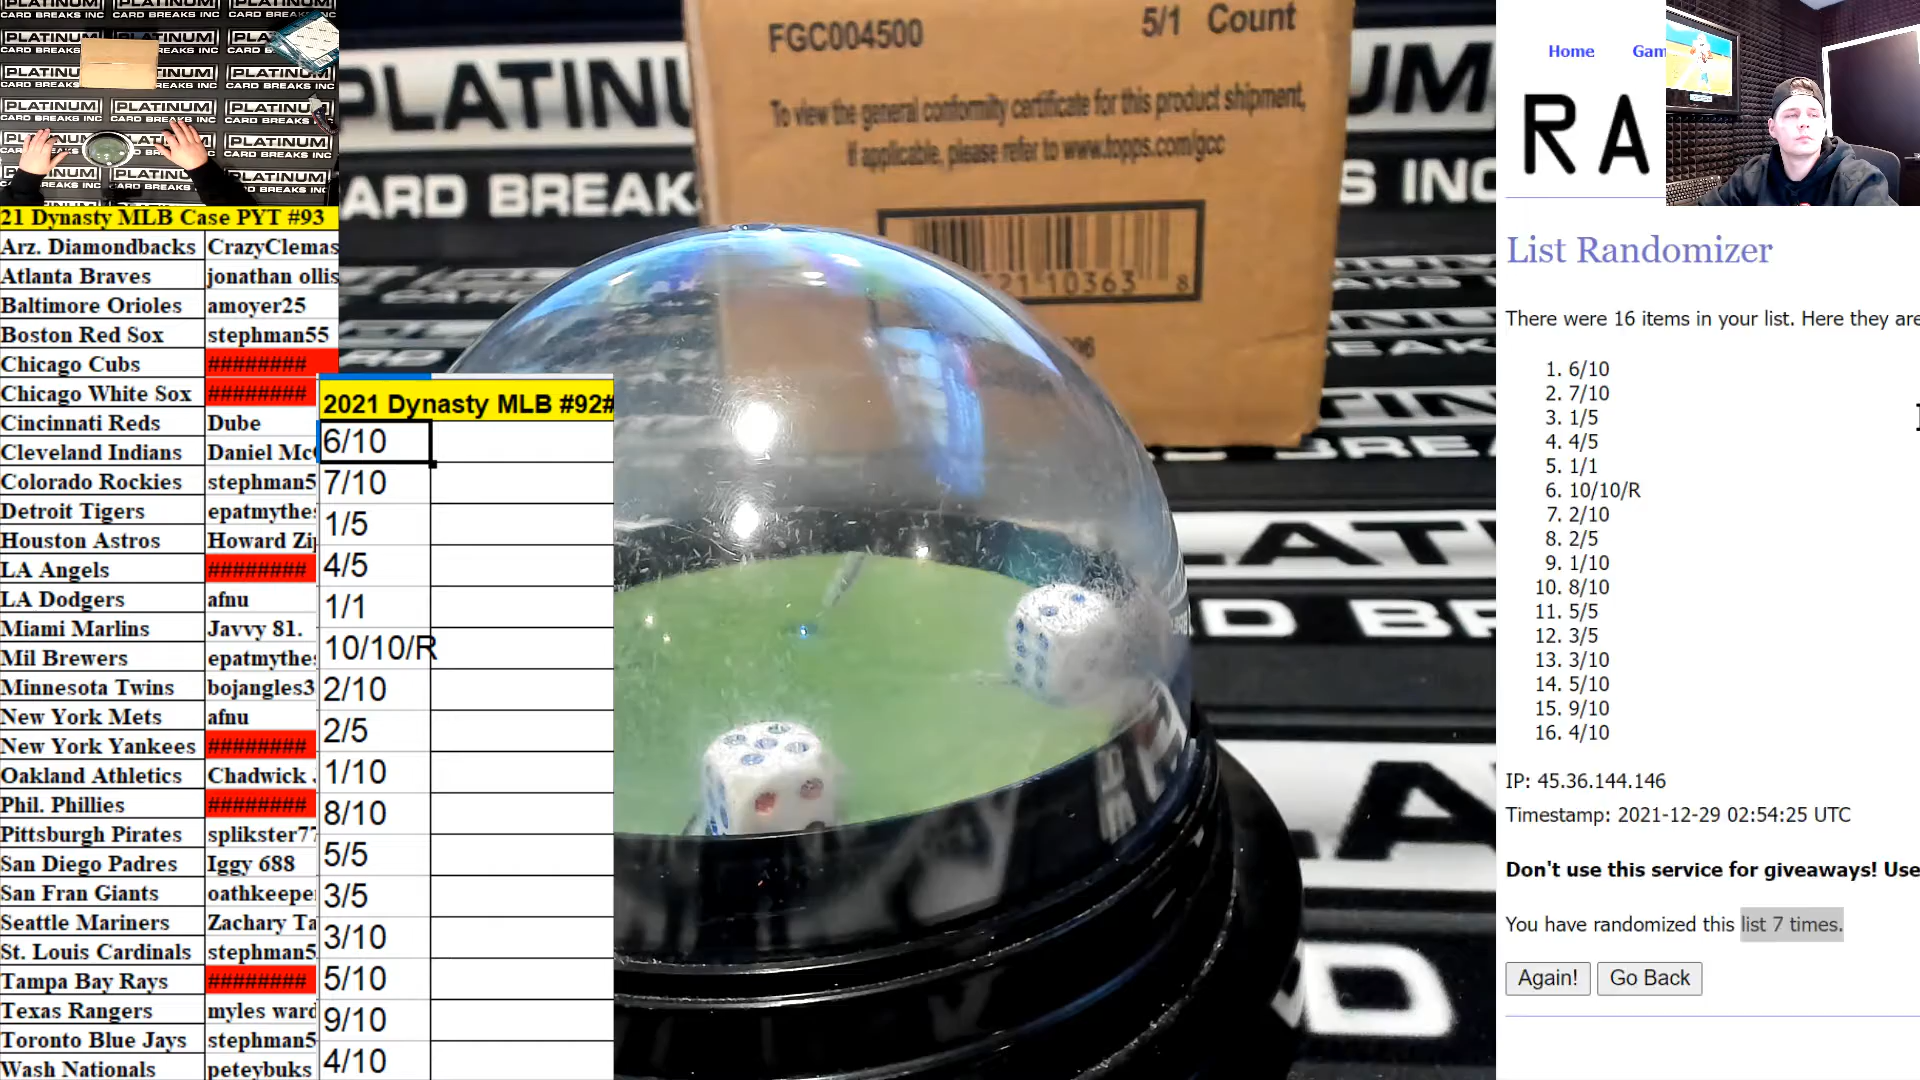 PLATINUM
CARD BREAKS INC
21 Dynasty MLB Case PYT #93
Arz. Diamondbacks CrazyClemas
Atlanta Braves jonathan ollis
Baltimore Orioles amoyer25
Boston Red Sox stephman55
Chicago Cubs ########
Chicago White Sox ########
Cincinnati Reds Dube
Cleveland Indians Daniel Mc
Colorado Rockies stephman5
Detroit Tigers epatmythe
Houston Astros Howard Zi
LA Angels ########
LA Dodgers afnu
Miami Marlins Javvy 81.
Mil Brewers epatmythe
Minnesota Twins bojangles3
New York Mets afnu
New York Yankees ########
Oakland Athletics Chadwick
Phil. Phillies ########
Pittsburgh Pirates splikster77
San Diego Padres Iggy 688
San Fran Giants oathkeepe
Seattle Mariners Zachary Ta
St. Louis Cardinals stephman5
Tampa Bay Rays ########
Texas Rangers myles ward
Toronto Blue Jays stephman5
Wash Nationals peteybuks
2021 Dynasty MLB #92#
6/10
7/10
1/5
4/5
1/1
10/10/R
2/10
2/5
1/10
8/10
5/5
3/5
3/10
5/10
9/10
4/10
FGC004500 5/1 Count
To view the general conformity certificate for this product shipment,
If applicable, please refer to www.topps.com/gcc
21 10363 8
Home Gam
RA
List Randomizer
There were 16 items in your list. Here they are
1. 6/10
2. 7/10
3. 1/5
4. 4/5
5. 1/1
6. 10/10/R
7. 2/10
8. 2/5
9. 1/10
10. 8/10
11. 5/5
12. 3/5
13. 3/10
14. 5/10
15. 9/10
16. 4/10
IP: 45.36.144.146
Timestamp: 2021-12-29 02:54:25 UTC
Don't use this service for giveaways! Use
You have randomized this list 7 times.
Again! Go Back